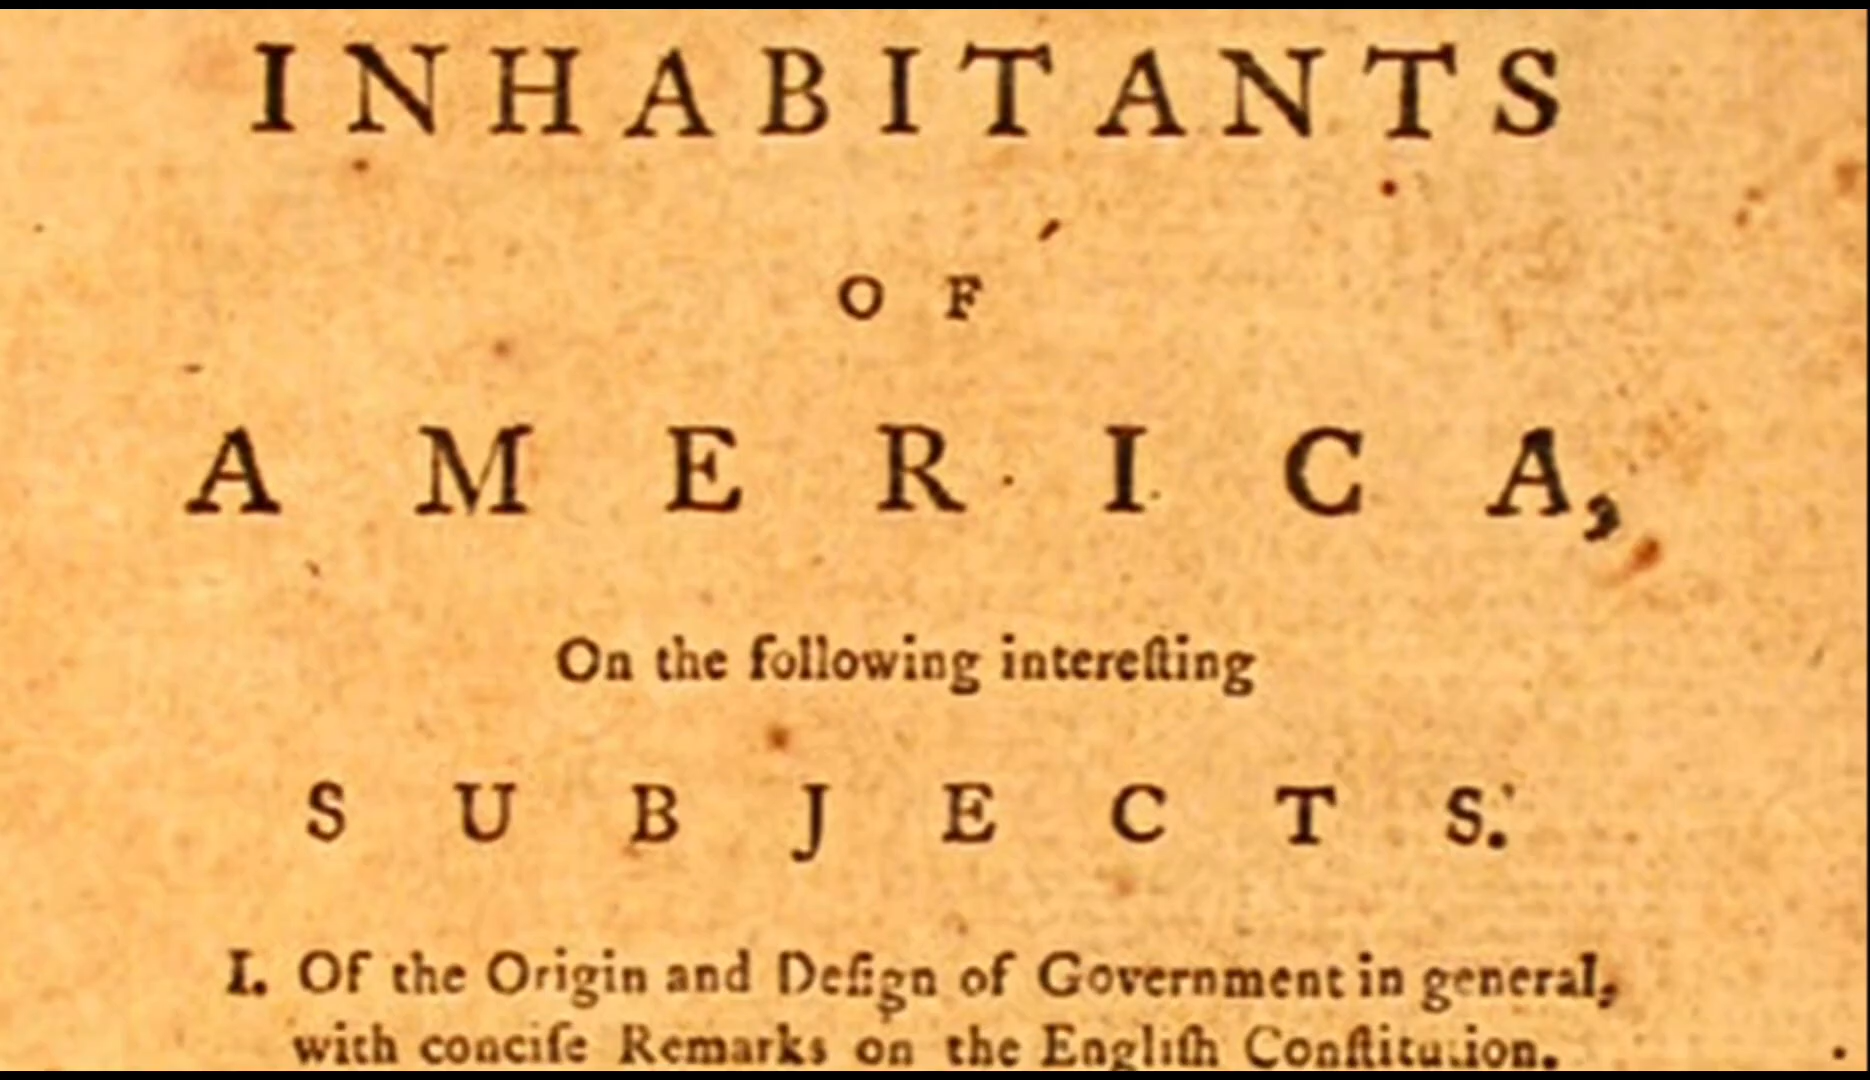 INHABITANTS
OF
AMERICA,
On the following intereſting
SUBJECTS.
I. Of the Origin and Deſign of Government in general,
with conciſe Remarks on the Engliſh Conſtitution.